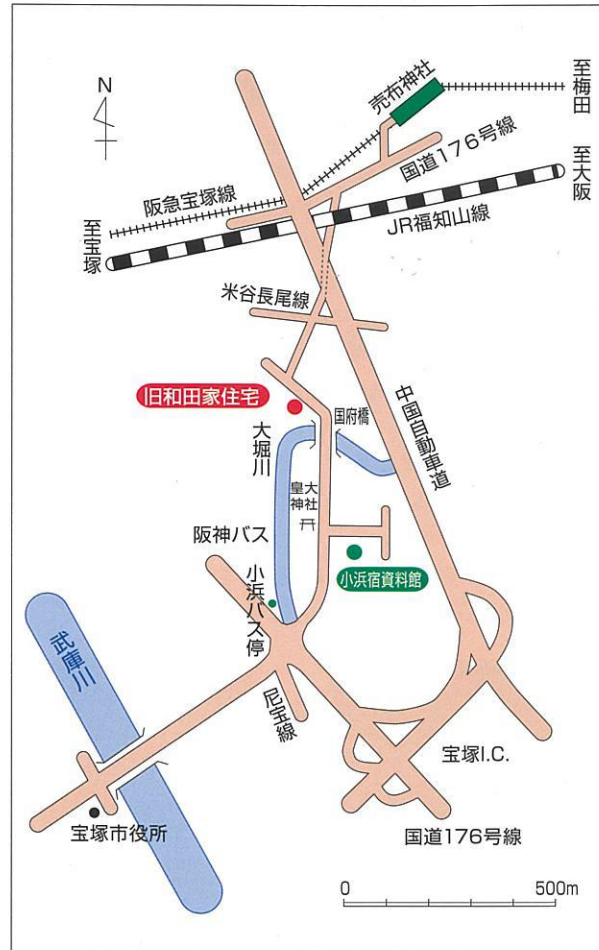 N
売布神社
至梅田
国道176号線
至大阪
阪急宝塚線
至宝塚
JR福知山線
米谷長尾線
旧和田家住宅
国府橋
中国自動車道
大堀川
皇大神社
阪神バス
小浜宿資料館
小浜バス停
武庫川
尼宝線
宝塚I.C.
宝塚市役所
国道176号線
0 500m